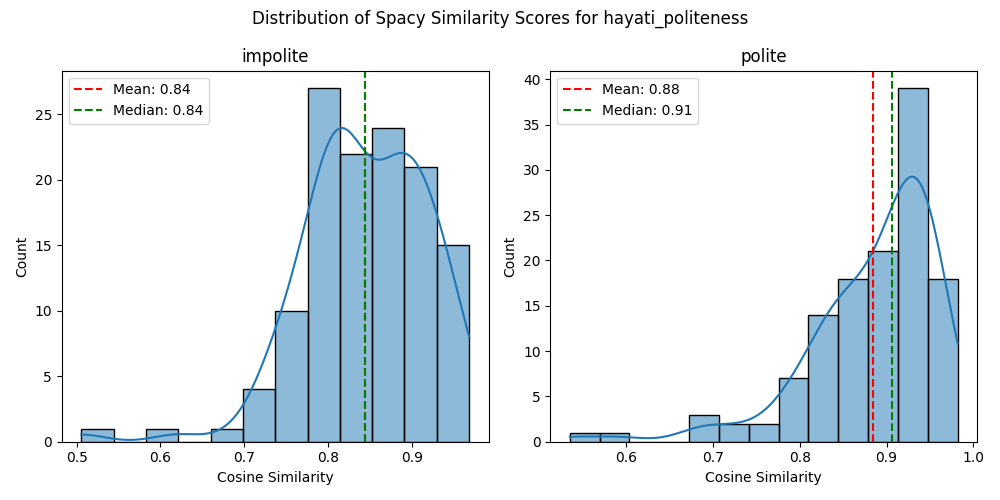 Distribution of Spacy Similarity Scores for hayati_politeness
impolite
Mean: 0.84
Median: 0.84
Count
25
20
15
10
5
0
0.5 0.6 0.7 0.8 0.9
Cosine Similarity
polite
Mean: 0.88
Median: 0.91
Count
40
35
30
25
20
15
10
5
0
0.6 0.7 0.8 0.9 1.0
Cosine Similarity